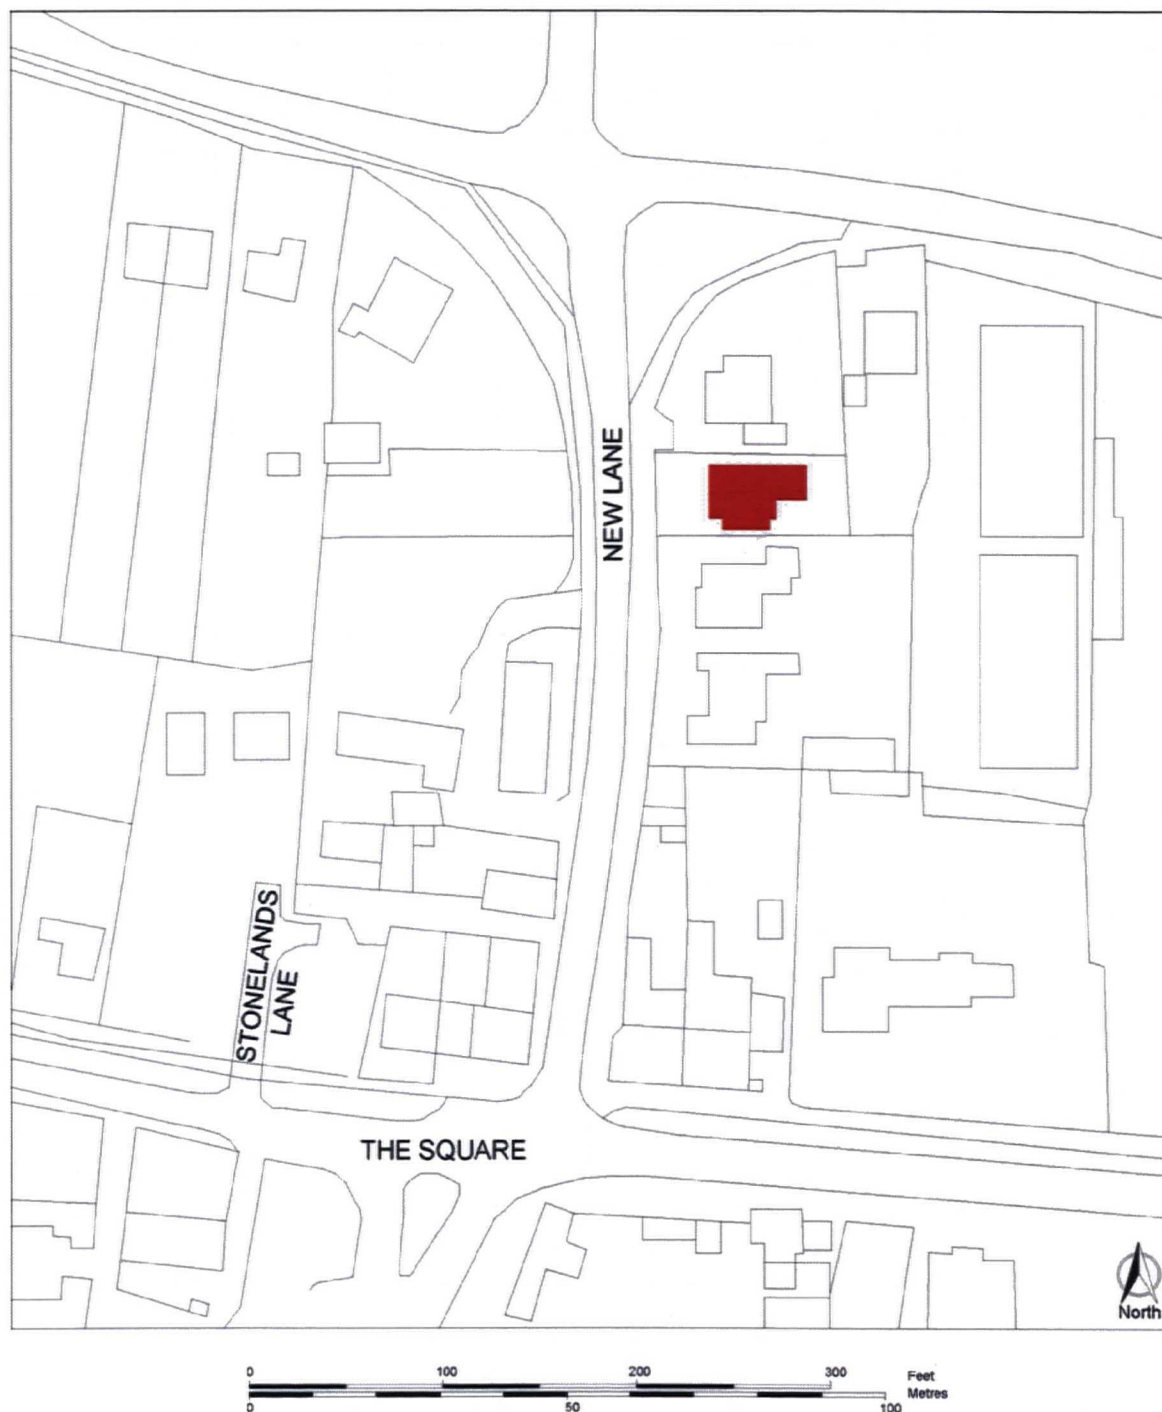 NEW LANE
STONELANDS
LANE
THE SQUARE
North
0 100 200 300 Feet
Metres
0 50 100